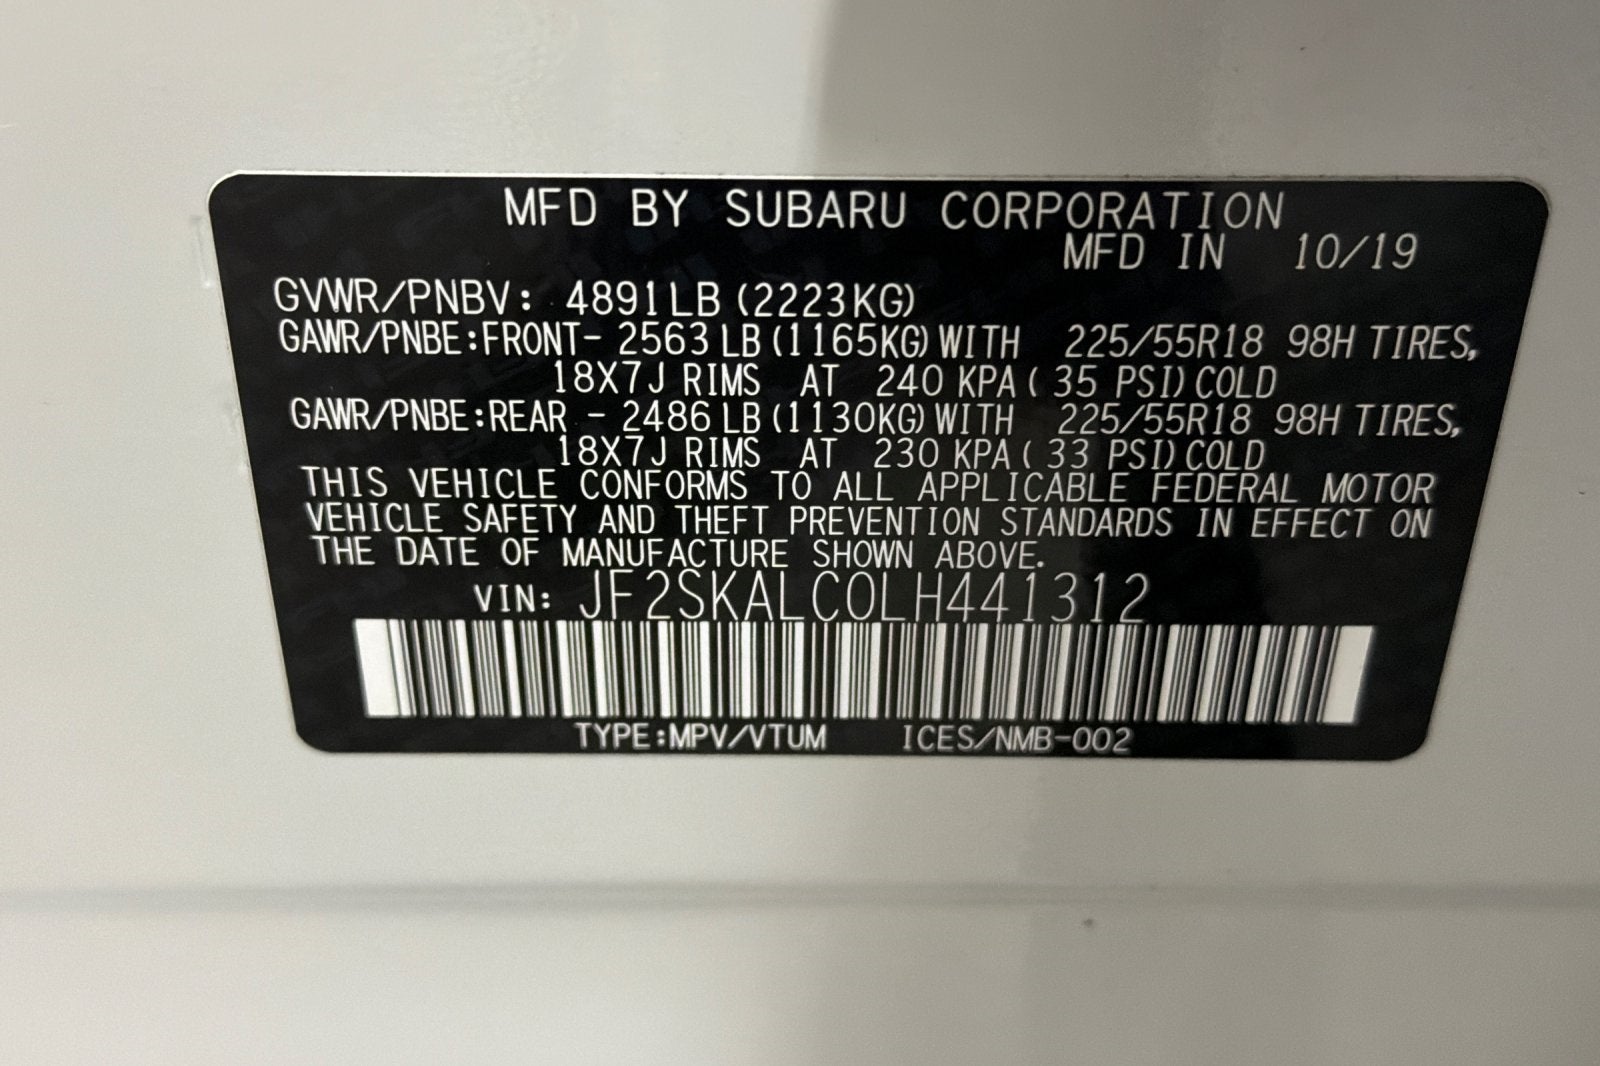 MFD BY SUBARU CORPORATION
MFD IN 10/19
GVWR/PNBV: 4891LB (2223KG)
GAWR/PNBE:FRONT- 2563 LB (1165KG) WITH 225/55R18 98H TIRES,
18X7J RIMS AT 240 KPA ( 35 PSI) COLD
GAWR/PNBE:REAR - 2486 LB (1130KG) WITH 225/55R18 98H TIRES,
18X7J RIMS AT 230 KPA ( 33 PSI) COLD
THIS VEHICLE CONFORMS TO ALL APPLICABLE FEDERAL MOTOR
VEHICLE SAFETY AND THEFT PREVENTION STANDARDS IN EFFECT ON
THE DATE OF MANUFACTURE SHOWN ABOVE.
VIN: JF2SKALC0LH441312
TYPE:MPV/VTUM ICES/NMB-002